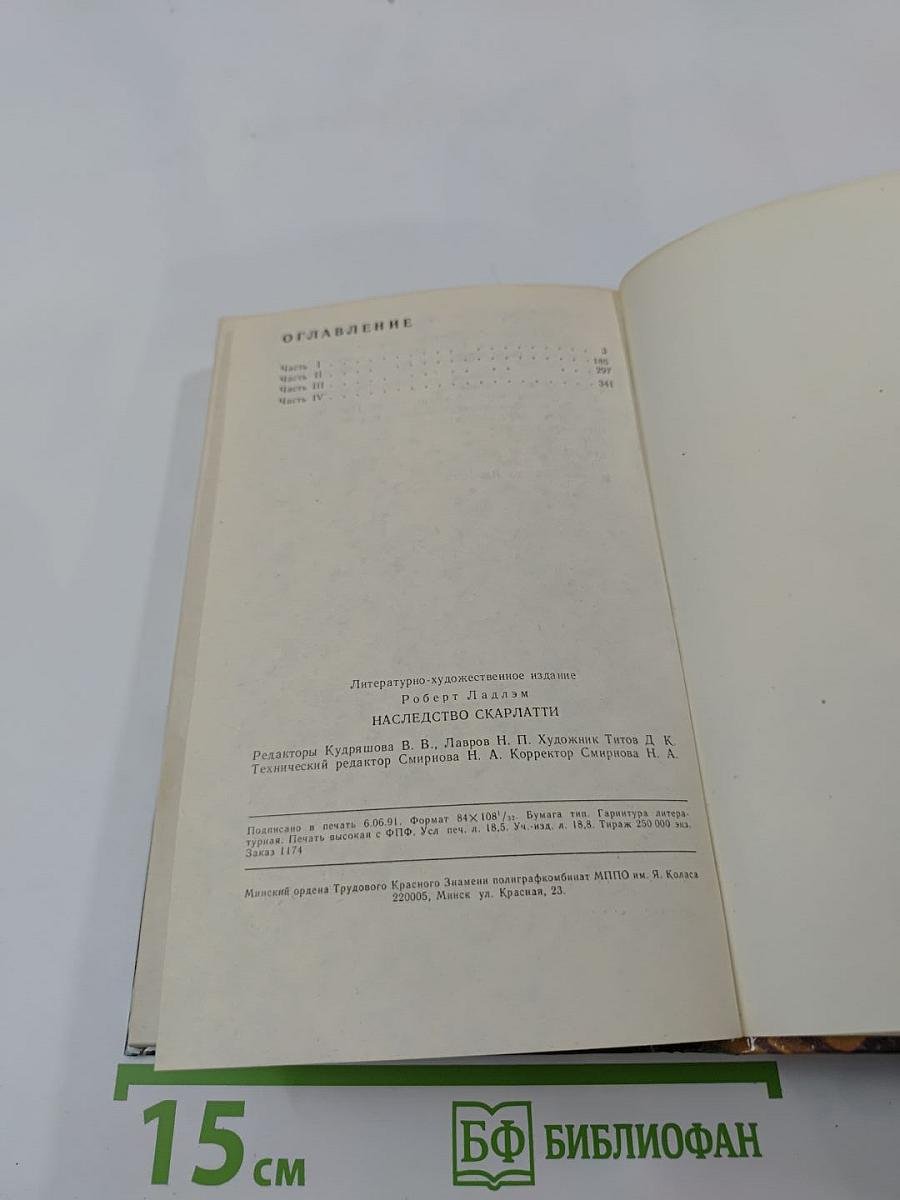 ОГЛАВЛЕНИЕ
Часть I . . . . . . . . . . . . . . . . 3
Часть II . . . . . . . . . . . . . . . . 185
Часть III . . . . . . . . . . . . . . . . 297
Часть IV . . . . . . . . . . . . . . . . 341
Литературно-художественное издание
Роберт Ладлэм
НАСЛЕДСТВО СКАРЛАТТИ
Редакторы Кудряшова В. В., Лавров Н. П. Художник Титов Д. К.
Технический редактор Смирнова Н. А. Корректор Смирнова Н. А.
Подписано в печать 6.06.91. Формат 84×108¹/₃₂. Бумага тип. Гарнитура литера-
турная. Печать высокая с ФПФ. Усл печ. л. 18,5. Уч.-изд. л. 18,8. Тираж 250 000 экз.
Заказ 1174
Минский ордена Трудового Красного Знамени полиграфкомбинат МППО им. Я. Коласа
220005, Минск ул. Красная, 23.
15 см
БФ БИБЛИОФАН